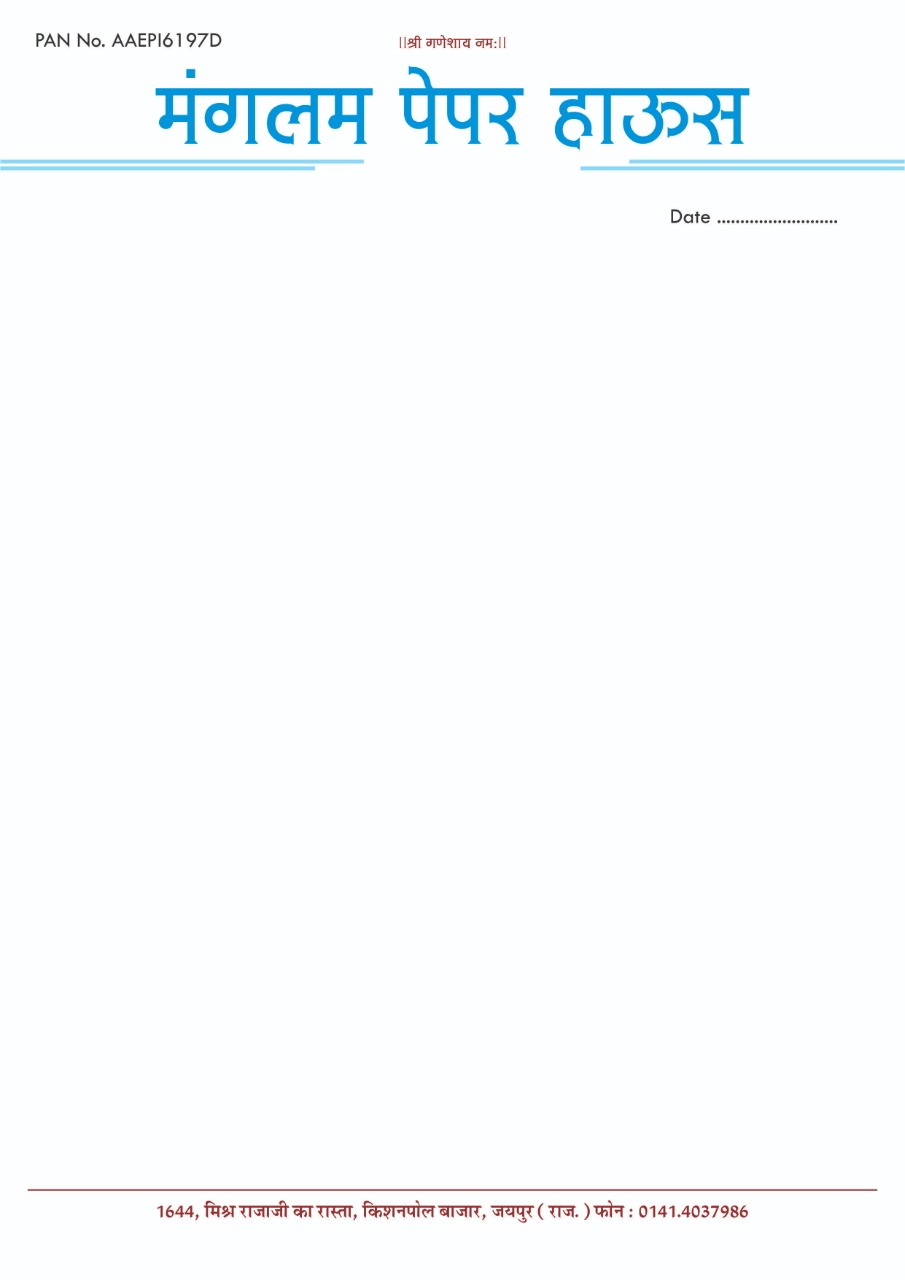 PAN No. AAEPI6197D
||श्री गणेशाय नम:||
मंगलम पेपर हाऊस
Date ..........................
1644, मिश्र राजाजी का रास्ता, किशनपोल बाजार, जयपुर ( राज. ) फोन : 0141.4037986